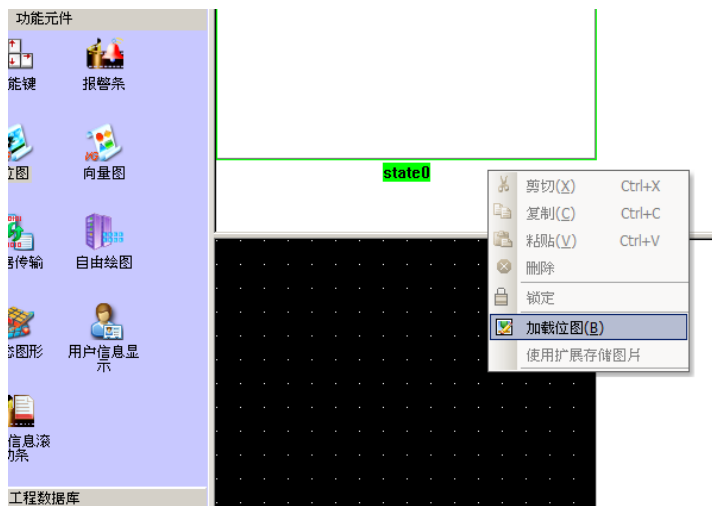 功能元件
能键
报警条
位图
向量图
传输
自由绘图
图形
用户信息显
示
信息滚
条
工程数据库
state0
剪切(X) Ctrl+X
复制(C) Ctrl+C
粘贴(V) Ctrl+V
删除
锁定
加载位图(B)
使用扩展存储图片